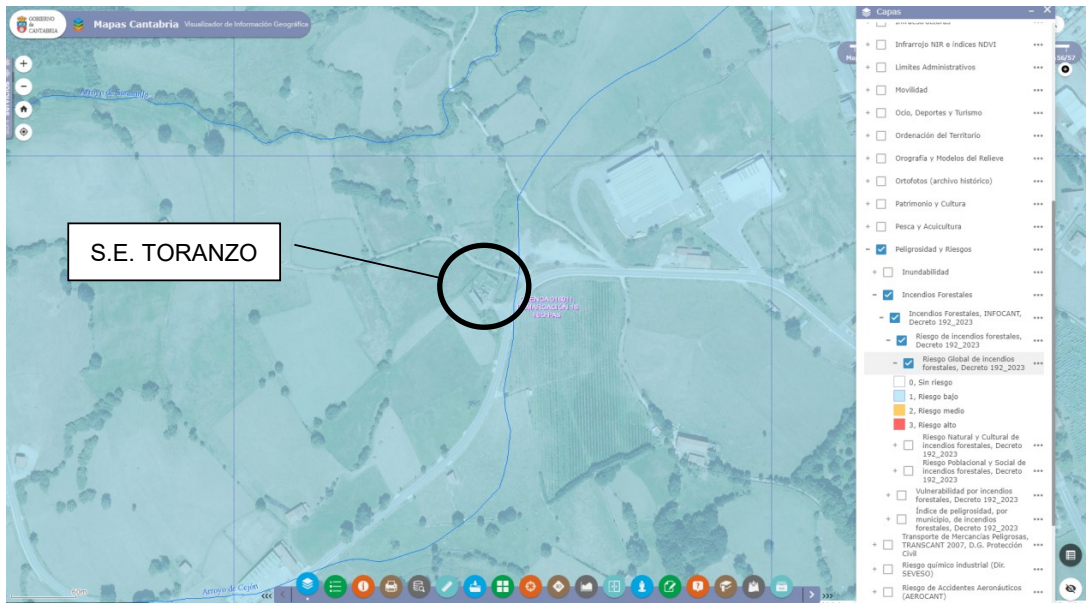 GOBIERNO
de
CANTABRIA
Mapas Cantabria Visualizador de Información Geográfica
Arroyo de
S.E. TORANZO
Arroyo de Cejón
60m
Capas
Infrarrojo NIR e índices NDVI
Limites Administrativos
Movilidad
Ocio, Deportes y Turismo
Ordenación del Territorio
Orografía y Modelos del Relieve
Ortofotos (archivo histórico)
Patrimonio y Cultura
Pesca y Acuicultura
Peligrosidad y Riesgos
Inundabilidad
Incendios Forestales
Incendios Forestales, INFOCANT,
Decreto 192_2023
Riesgo de incendios forestales,
Decreto 192_2023
Riesgo Global de incendios
forestales, Decreto 192_2023
0, Sin riesgo
1, Riesgo bajo
2, Riesgo medio
3, Riesgo alto
Riesgo Natural y Cultural de
incendios forestales, Decreto
192_2023
Riesgo Poblacional y Social de
incendios forestales, Decreto
192_2023
Vulnerabilidad por incendios
forestales, Decreto 192_2023
Índice de peligrosidad, por
municipio, de incendios
forestales, Decreto 192_2023
Transporte de Mercancías Peligrosas,
TRANSCANT 2007, D.G. Protección
Civil
Riesgo químico industrial (Dir.
SEVESO)
Riesgo de Accidentes Aeronáuticos
(AEROCANT)
56/57